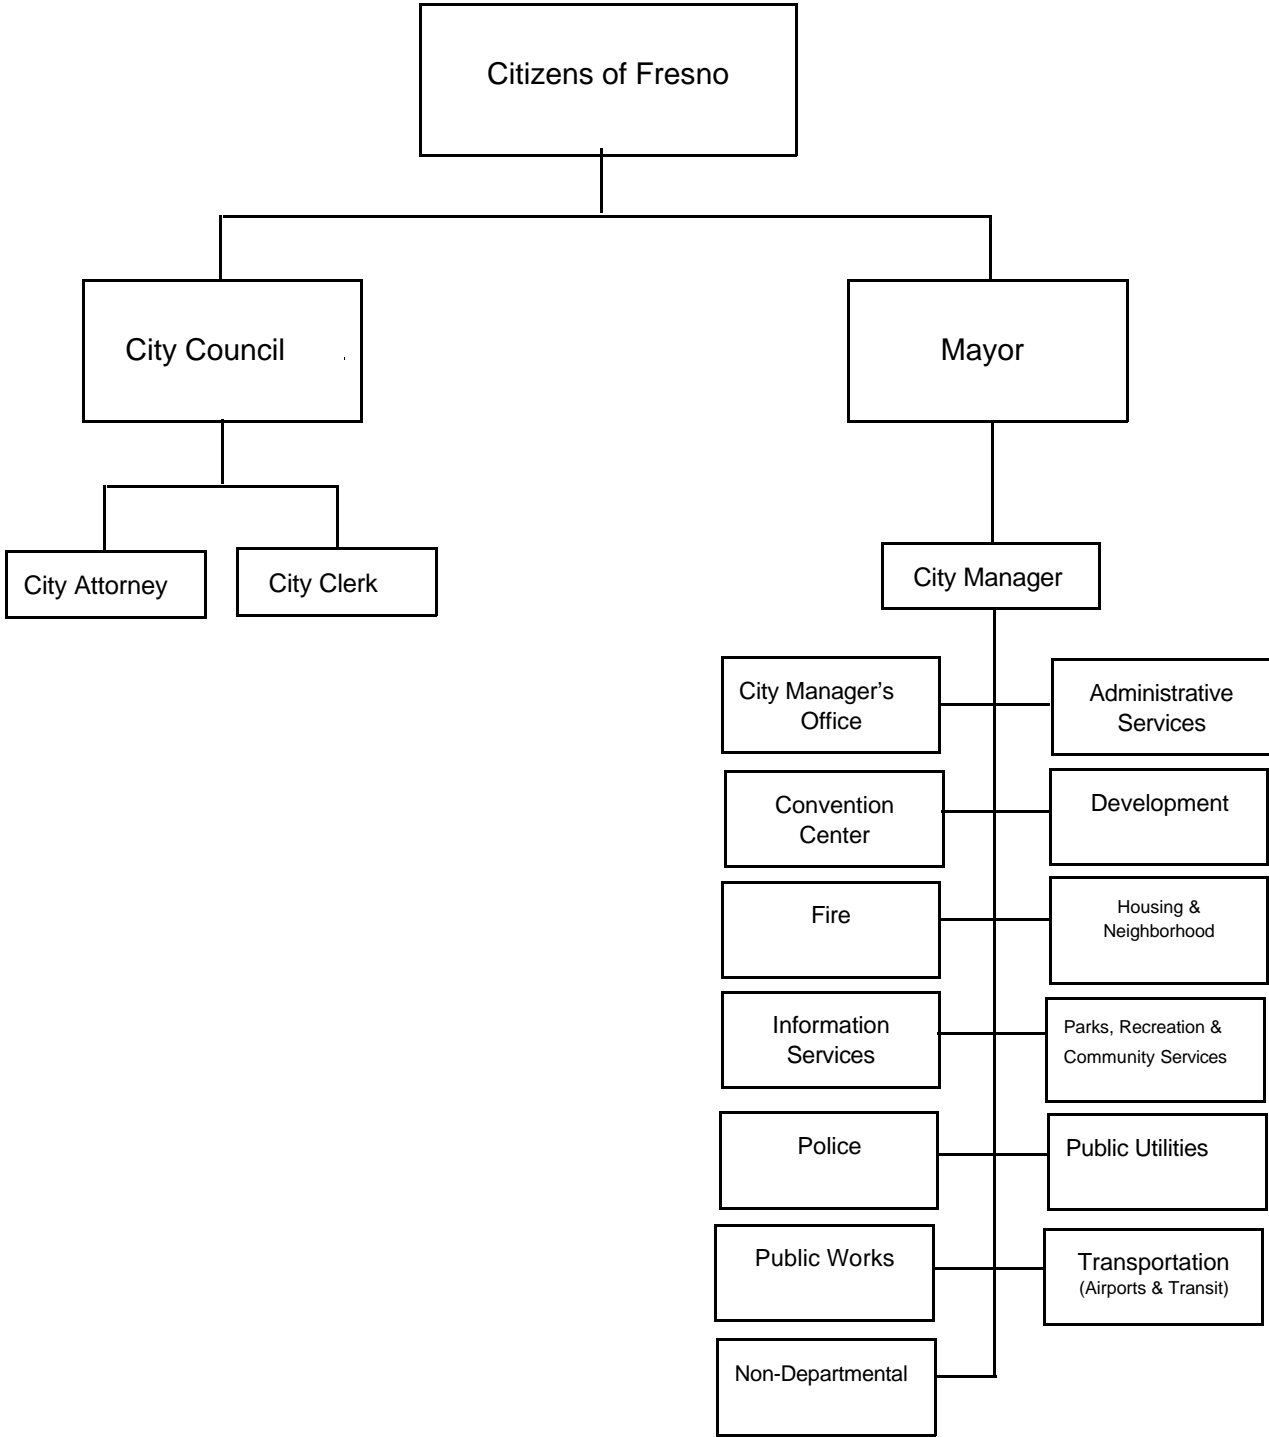 Citizens of Fresno
City Council .
Mayor
City Attorney
City Clerk
City Manager
City Manager’s
Office
Administrative
Services
Convention
Center
Development
Fire
Housing &
Neighborhood
Information
Services
Parks, Recreation &
Community Services
Police
Public Utilities
Public Works
Transportation
(Airports & Transit)
Non-Departmental